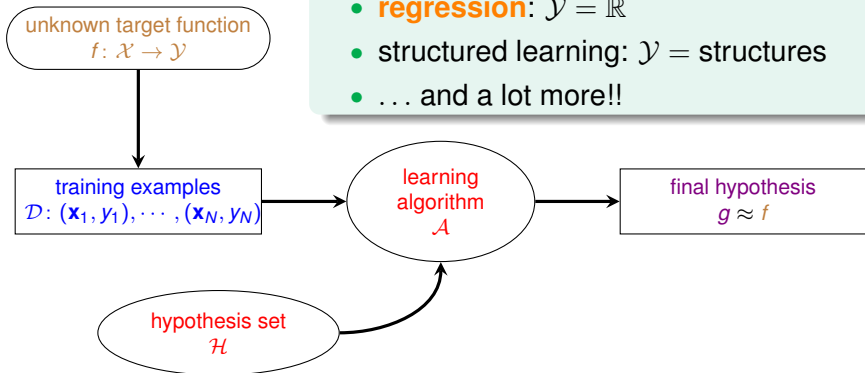 unknown target function
f: 𝒳 → 𝒴
• regression: 𝒴 = ℝ
• structured learning: 𝒴 = structures
• … and a lot more!!
training examples
𝒟: (x₁, y₁), ⋯ , (x_N, y_N)
learning
algorithm
𝒜
final hypothesis
g ≈ f
hypothesis set
ℋ